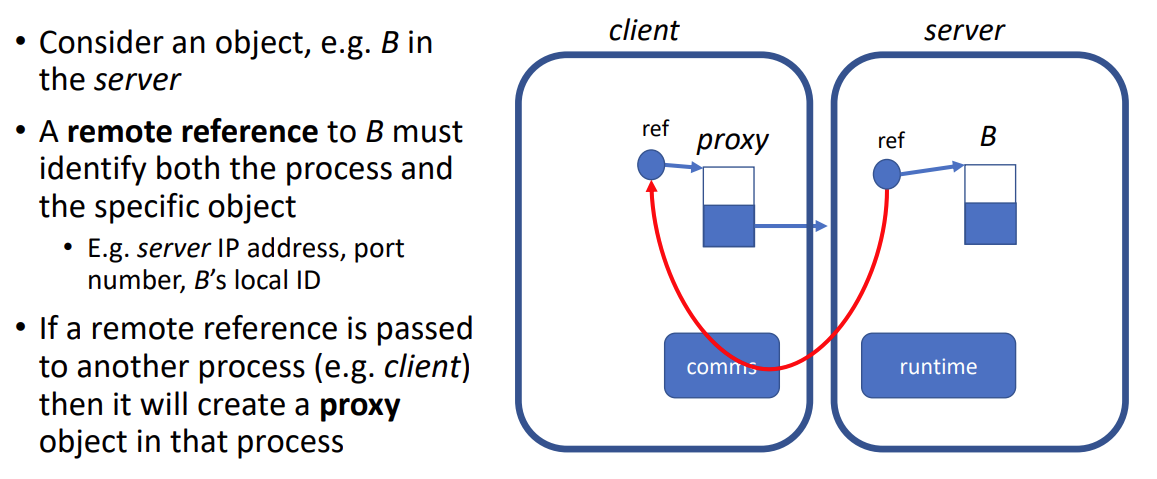 • Consider an object, e.g. B in
the server
• A remote reference to B must
identify both the process and
the specific object
• E.g. server IP address, port
number, B’s local ID
• If a remote reference is passed
to another process (e.g. client)
then it will create a proxy
object in that process
client
server
ref
proxy
ref
B
comms
runtime